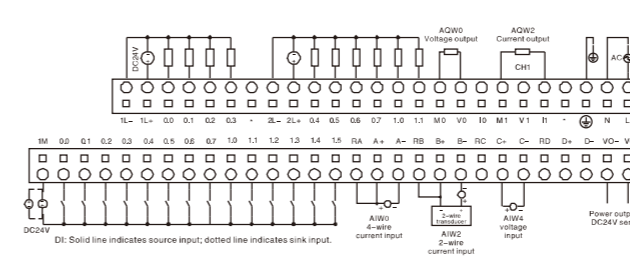 AQW0
Voltage output
AQW2
Current output
DC24V
CH1
AC
1L- 1L+ 0.0 0.1 0.2 0.3 - 2L- 2L+ 0.4 0.5 0.6 0.7 1.0 1.1 M0 V0 I0 M1 V1 I1 - N L
1M 0.0 0.1 0.2 0.3 0.4 0.5 0.6 0.7 1.0 1.1 1.2 1.3 1.4 1.5 RA A+ A- RB B+ B- RC C+ C- RD D+ D- VO- V
DC24V
DI: Solid line indicates source input; dotted line indicates sink input.
AIW0
4-wire
current input
2-wire
transducer
AIW2
2-wire
current input
AIW4
voltage
input
Power outp
DC24V sen